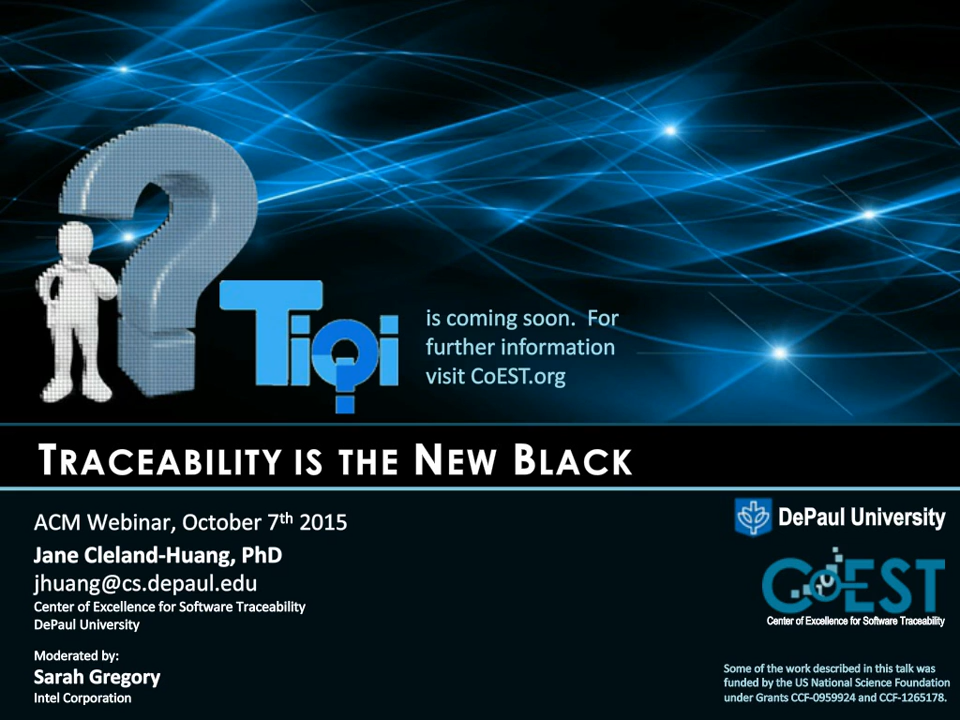 TiQi
is coming soon.  For
further information
visit CoEST.org
TRACEABILITY IS THE NEW BLACK
ACM Webinar, October 7th 2015
Jane Cleland-Huang, PhD
jhuang@cs.depaul.edu
Center of Excellence for Software Traceability
DePaul University
Moderated by:
Sarah Gregory
Intel Corporation
DePaul University
CoEST
Center of Excellence for Software Traceability
Some of the work described in this talk was
funded by the US National Science Foundation
under Grants CCF-0959924 and CCF-1265178.